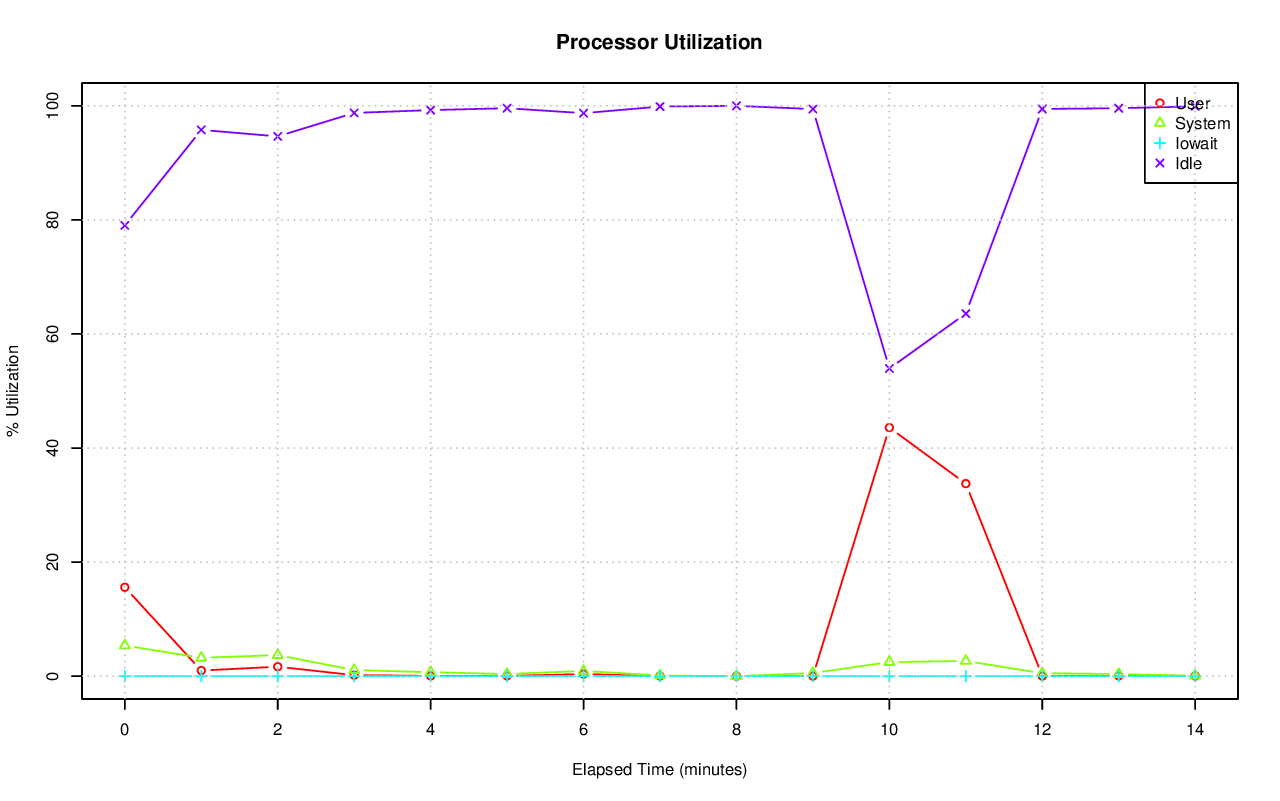 Processor Utilization
100
80
60
40
20
0
% Utilization
User
System
Iowait
Idle
0 2 4 6 8 10 12 14
Elapsed Time (minutes)